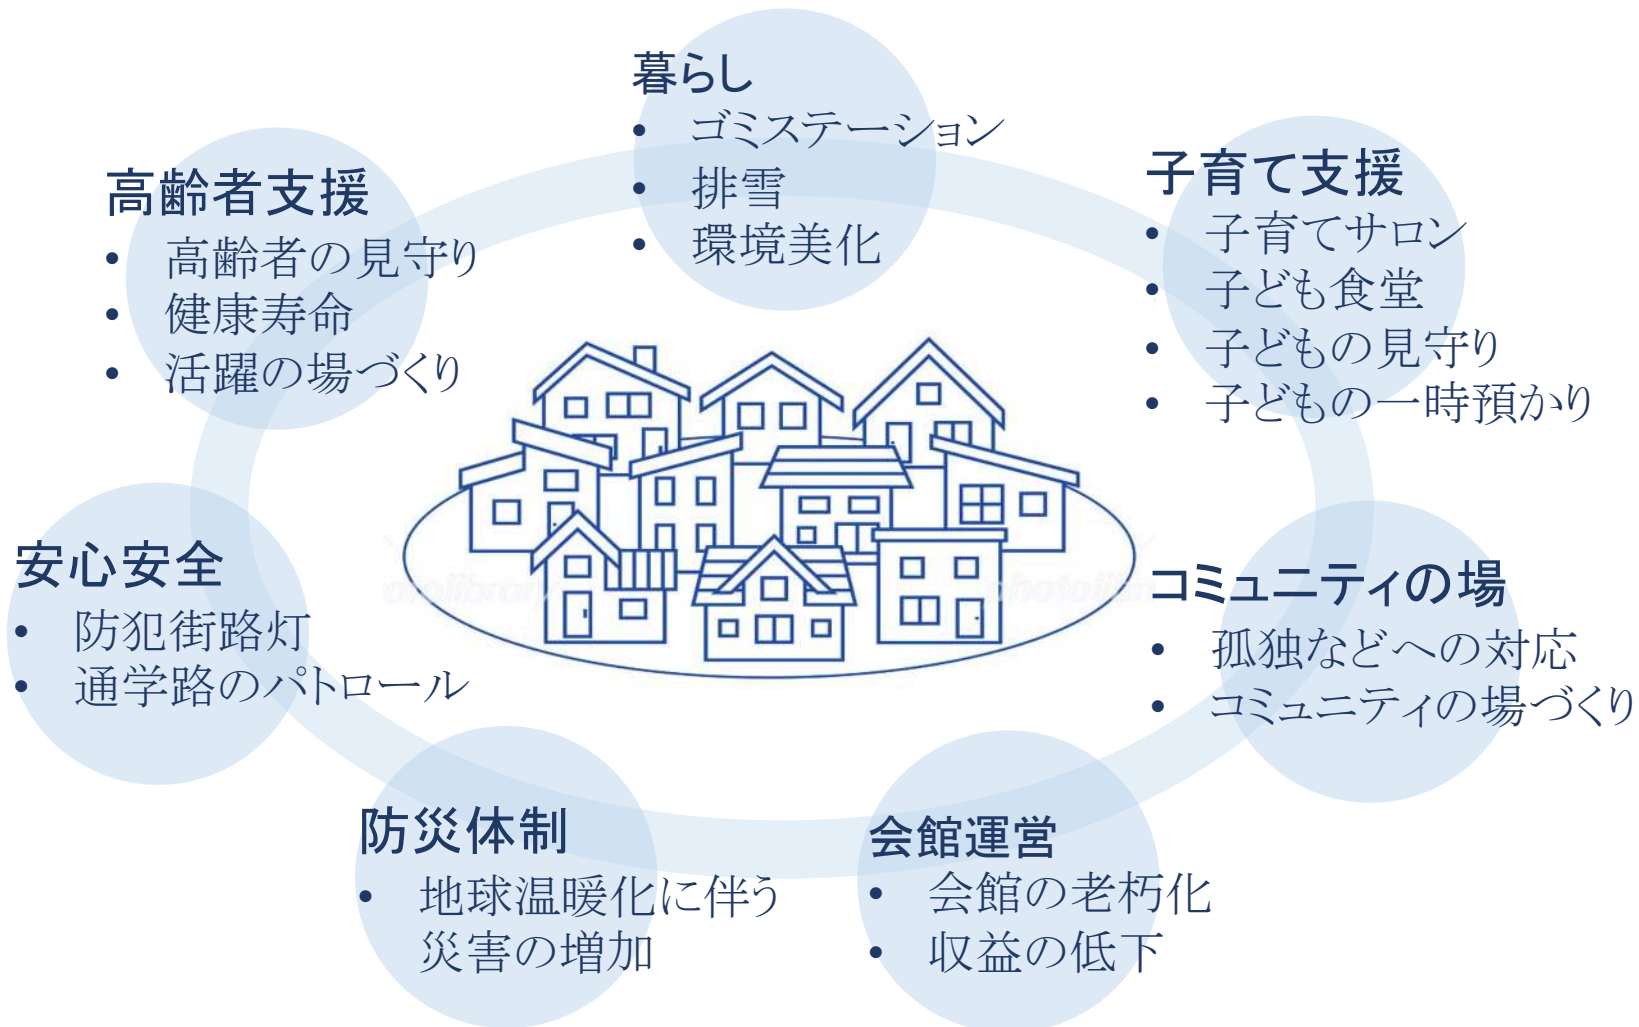 暮らし
• ゴミステーション
• 排雪
• 環境美化
子育て支援
• 子育てサロン
• 子ども食堂
• 子どもの見守り
• 子どもの一時預かり
コミュニティの場
• 孤独などへの対応
• コミュニティの場づくり
会館運営
• 会館の老朽化
• 収益の低下
防災体制
• 地球温暖化に伴う
災害の増加
安心安全
• 防犯街路灯
• 通学路のパトロール
高齢者支援
• 高齢者の見守り
• 健康寿命
• 活躍の場づくり